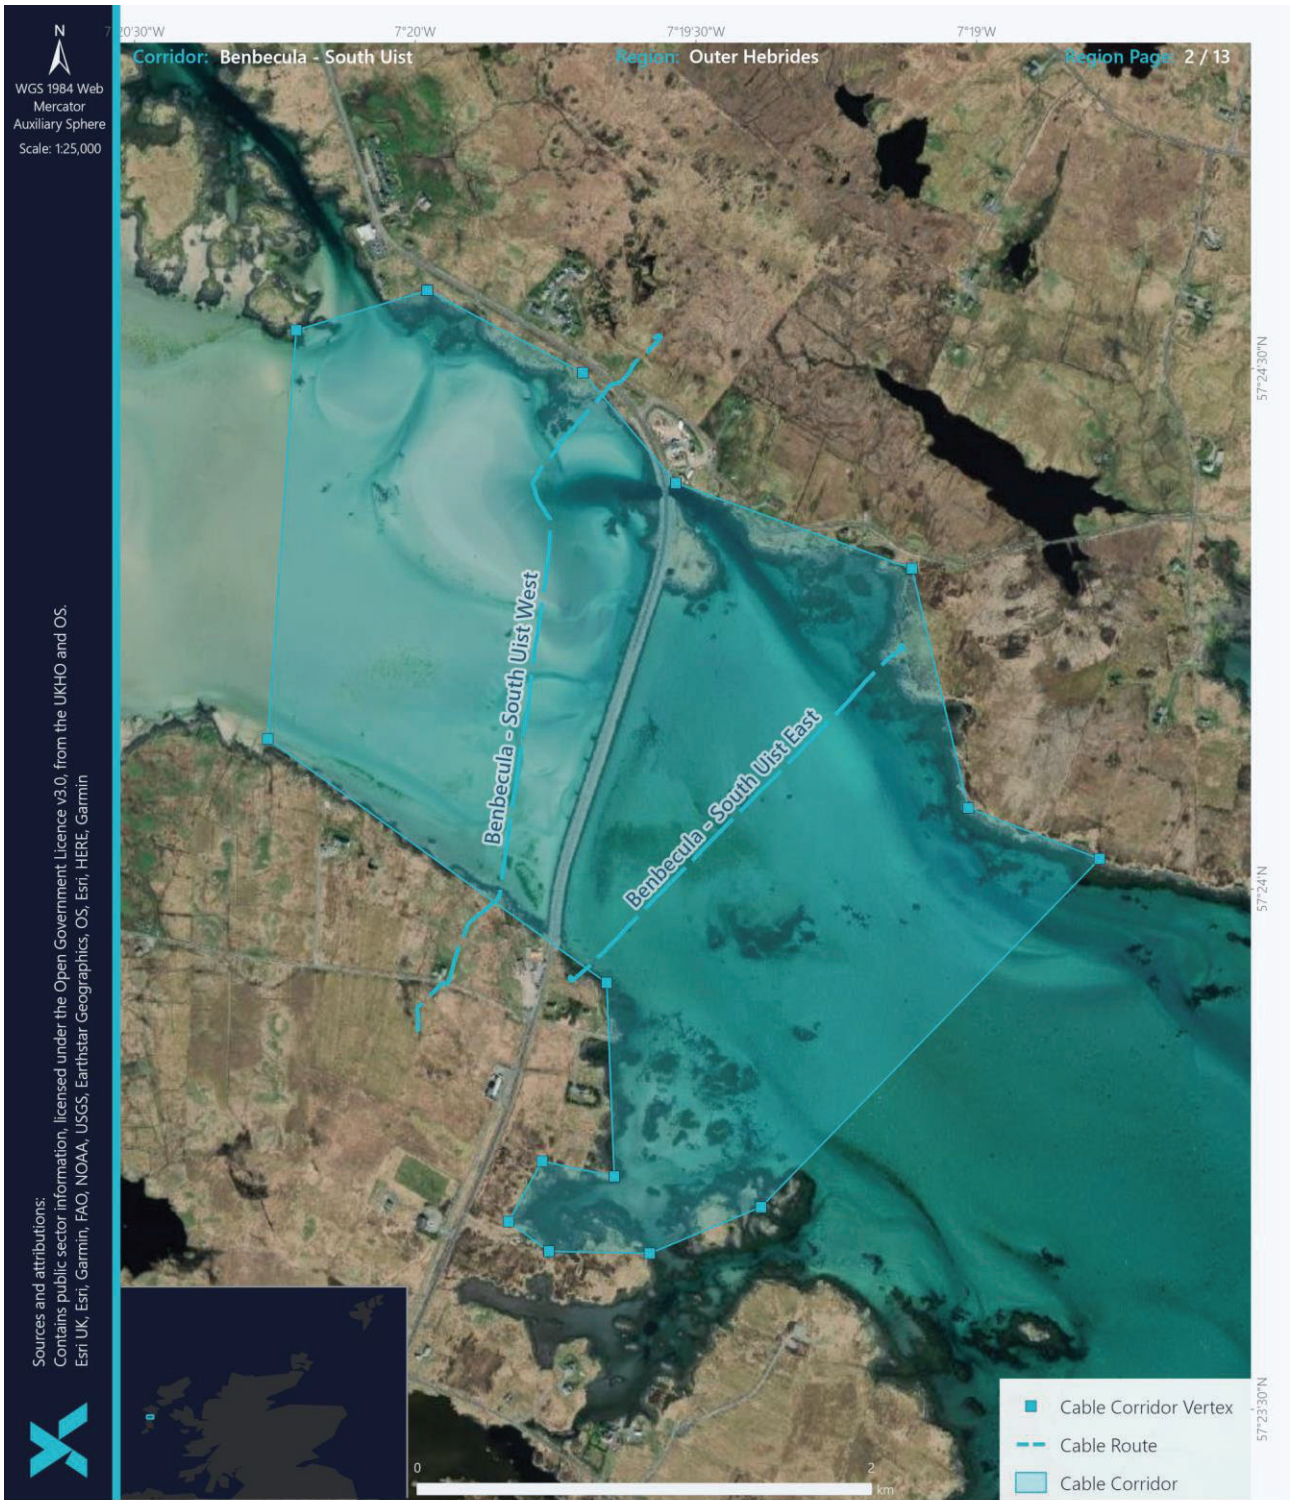 N
WGS 1984 Web
Mercator
Auxiliary Sphere
Scale: 1:25,000
7°20'30"W
7°20'W
7°19'30"W
7°19'W
Corridor: Benbecula - South Uist
Region: Outer Hebrides
Region Page: 2 / 13
57°24'30"N
57°24'N
57°23'30"N
Benbecula - South Uist West
Benbecula - South Uist East
Sources and attributions:
Contains public sector information, licensed under the Open Government Licence v3.0, from the UKHO and OS.
Esri UK, Esri, Garmin, FAO, NOAA, USGS, Earthstar Geographics, OS, Esri, HERE, Garmin
0
2
km
Cable Corridor Vertex
Cable Route
Cable Corridor